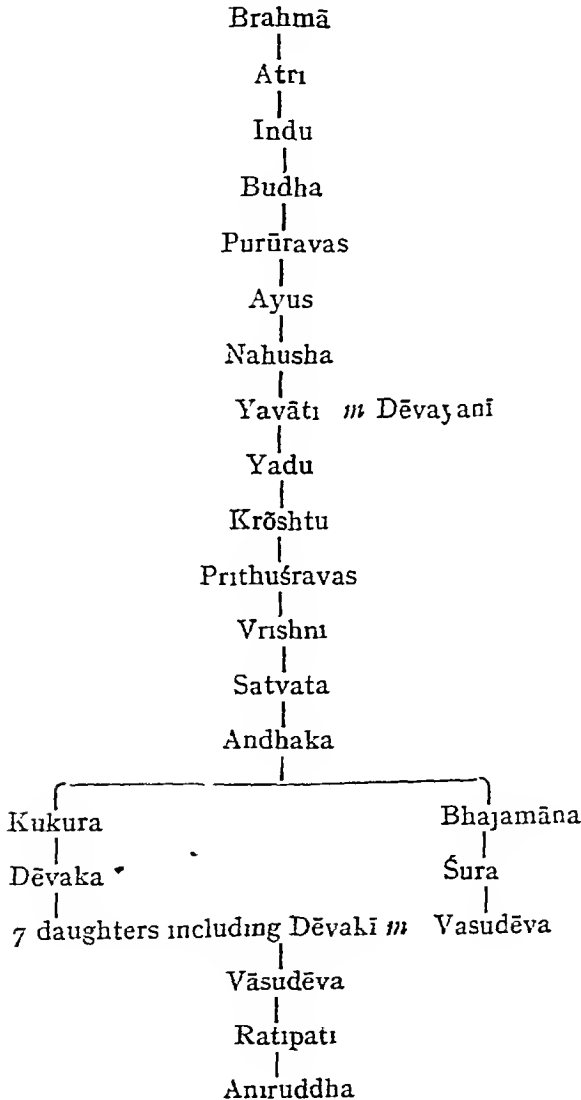 Brahmā
Atri
Indu
Budha
Purūravas
Ayus
Nahusha
Yavāti m Dēvayanī
Yadu
Krōshtu
Prithuśravas
Vrishni
Satvata
Andhaka
Kukura Bhajamāna
Dēvaka Śura
7 daughters including Dēvakī m Vasudēva
Vāsudēva
Ratipati
Aniruddha